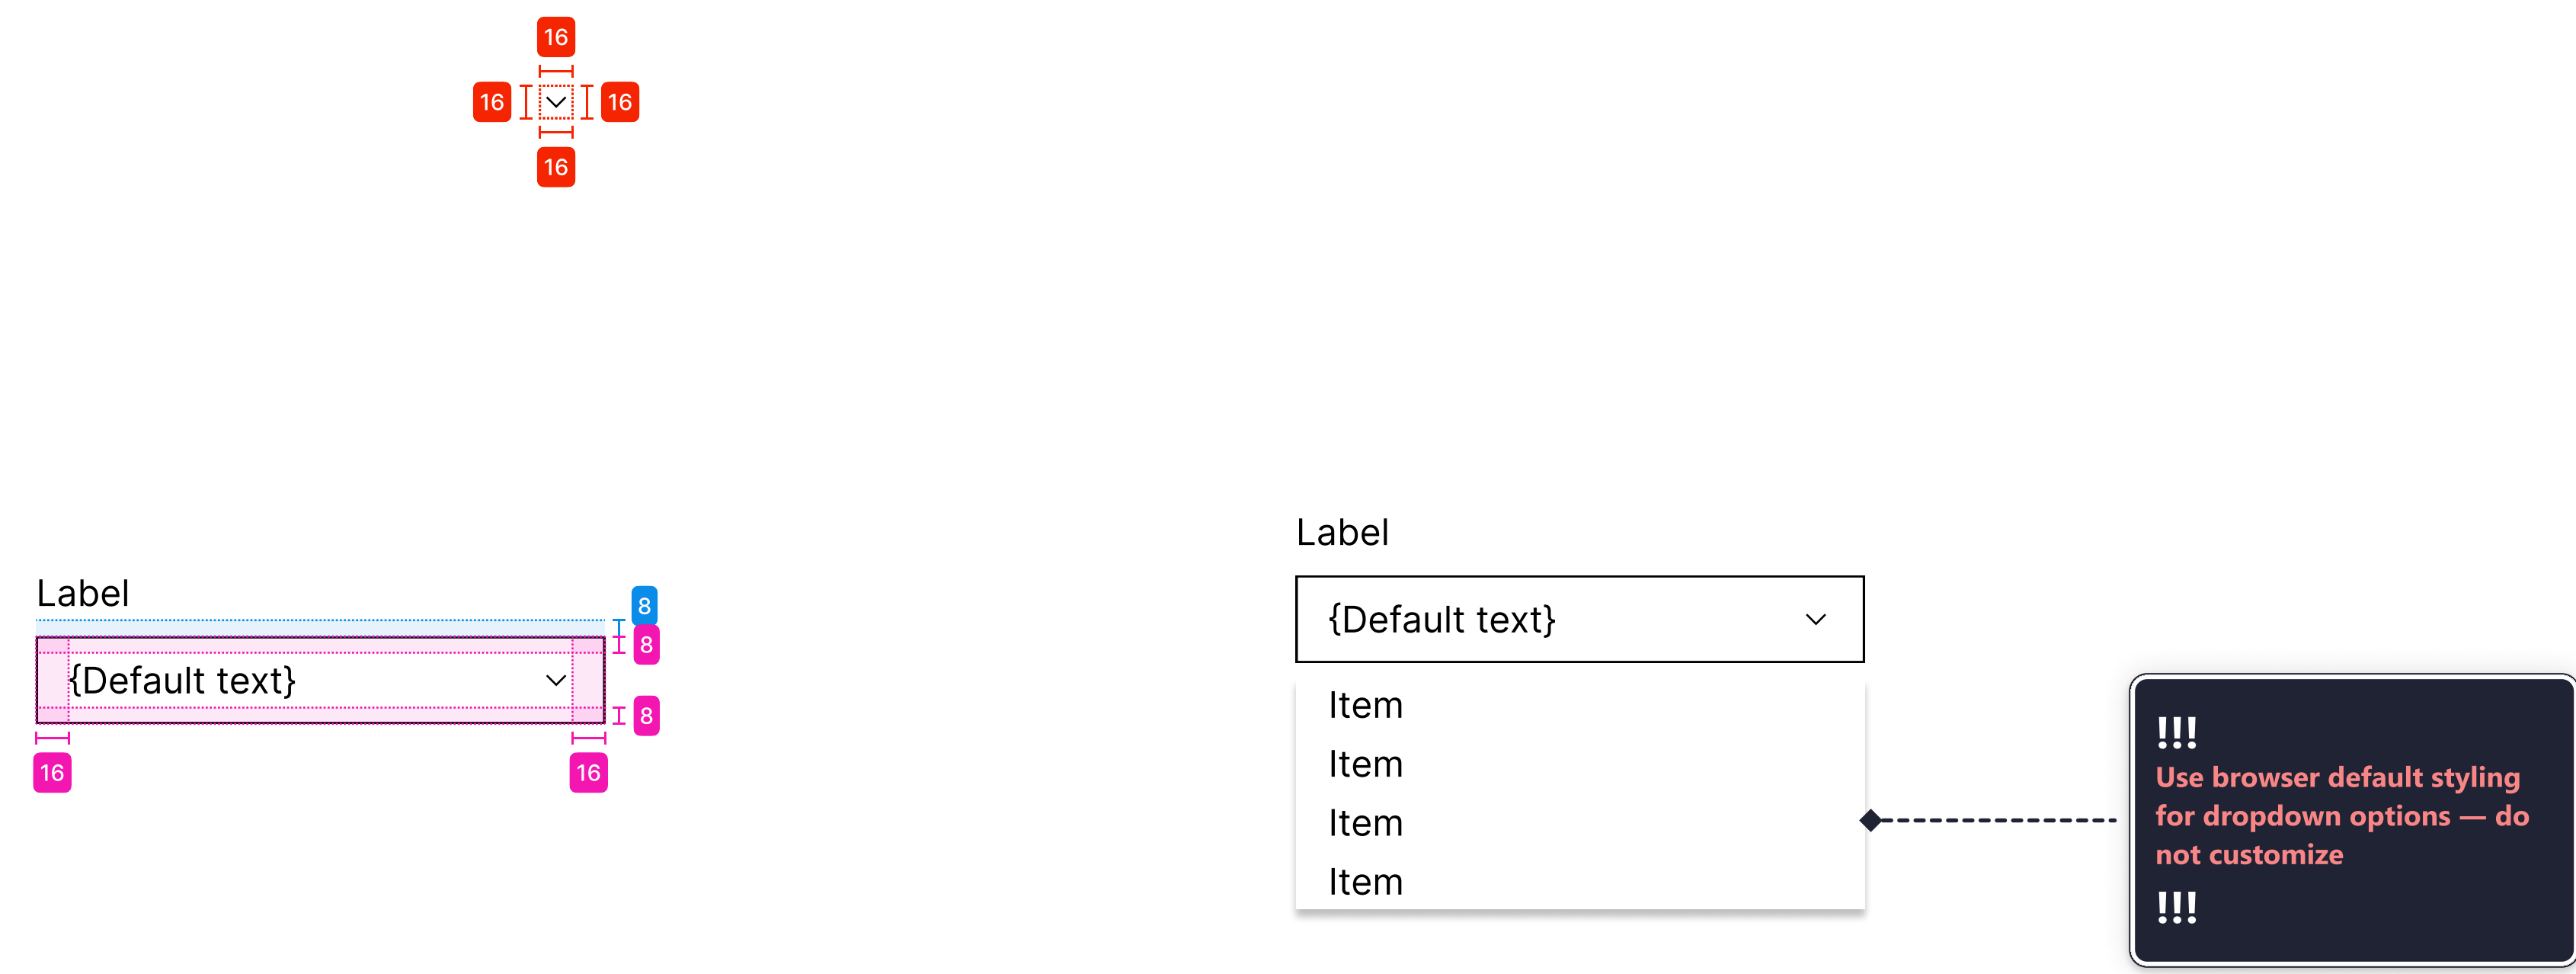 16
16
16
16
Label
8
8
{Default text}
8
16
16
Label
{Default text}
Item
Item
Item
Item
!!!
Use browser default styling
for dropdown options — do
not customize
!!!